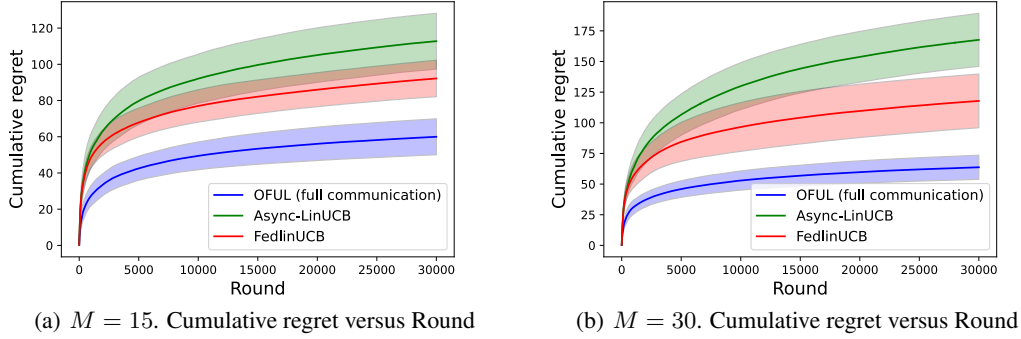 120
100
80
60
40
20
0
Cumulative regret
OFUL (full communication)
Async-LinUCB
FedlinUCB
0 5000 10000 15000 20000 25000 30000
Round
(a) M = 15. Cumulative regret versus Round
175
150
125
100
75
50
25
0
Cumulative regret
OFUL (full communication)
Async-LinUCB
FedlinUCB
0 5000 10000 15000 20000 25000 30000
Round
(b) M = 30. Cumulative regret versus Round